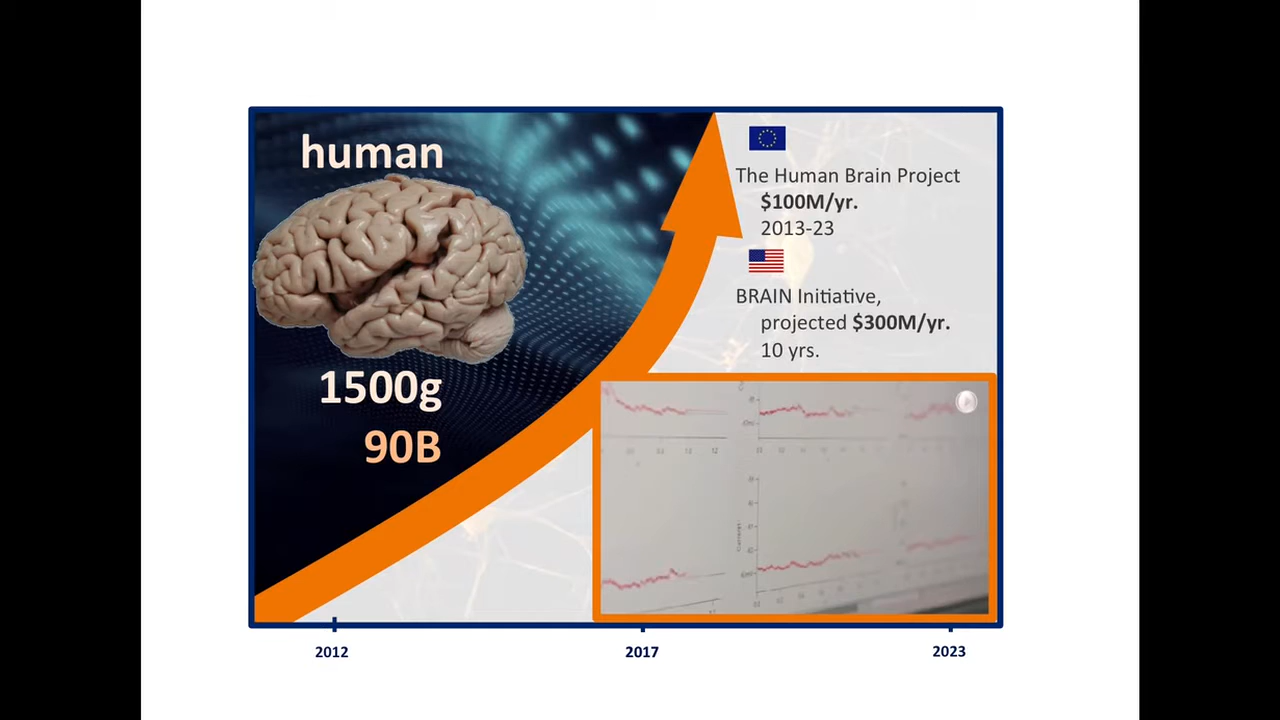 human
1500g
90B
The Human Brain Project
$100M/yr.
2013-23
BRAIN Initiative,
projected $300M/yr.
10 yrs.
2012
2017
2023